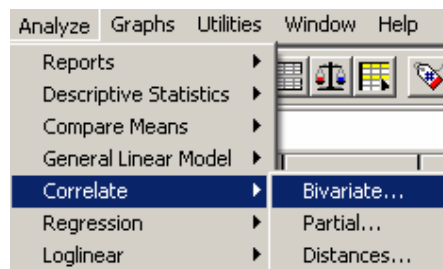 Analyze Graphs Utilities Window Help
Reports
Descriptive Statistics
Compare Means
General Linear Model
Correlate Bivariate...
Regression Partial...
Loglinear Distances...